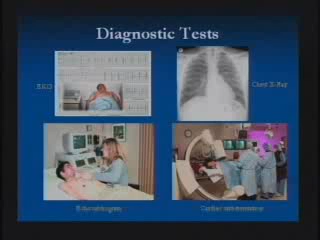 Diagnostic Tests
EKG
Chest X-Ray
Echocardiogram
Cardiac catheterization